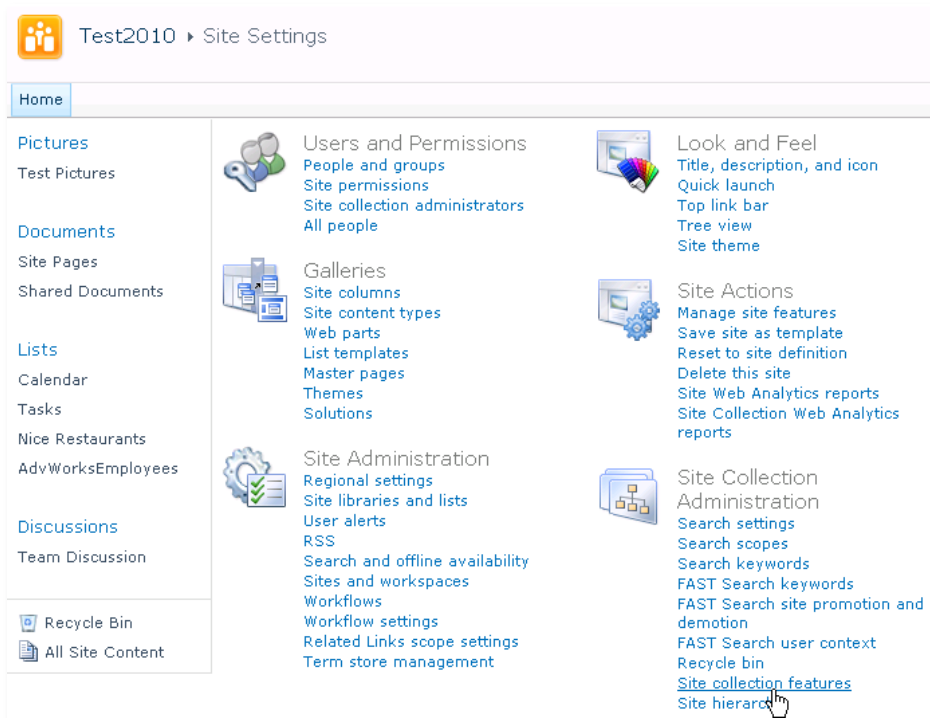 Test2010 ▸ Site Settings
Home
Pictures
Test Pictures
Documents
Site Pages
Shared Documents
Lists
Calendar
Tasks
Nice Restaurants
AdvWorksEmployees
Discussions
Team Discussion
Recycle Bin
All Site Content
Users and Permissions
People and groups
Site permissions
Site collection administrators
All people
Galleries
Site columns
Site content types
Web parts
List templates
Master pages
Themes
Solutions
Site Administration
Regional settings
Site libraries and lists
User alerts
RSS
Search and offline availability
Sites and workspaces
Workflows
Workflow settings
Related Links scope settings
Term store management
Look and Feel
Title, description, and icon
Quick launch
Top link bar
Tree view
Site theme
Site Actions
Manage site features
Save site as template
Reset to site definition
Delete this site
Site Web Analytics reports
Site Collection Web Analytics
reports
Site Collection
Administration
Search settings
Search scopes
Search keywords
FAST Search keywords
FAST Search site promotion and
demotion
FAST Search user context
Recycle bin
Site collection features
Site